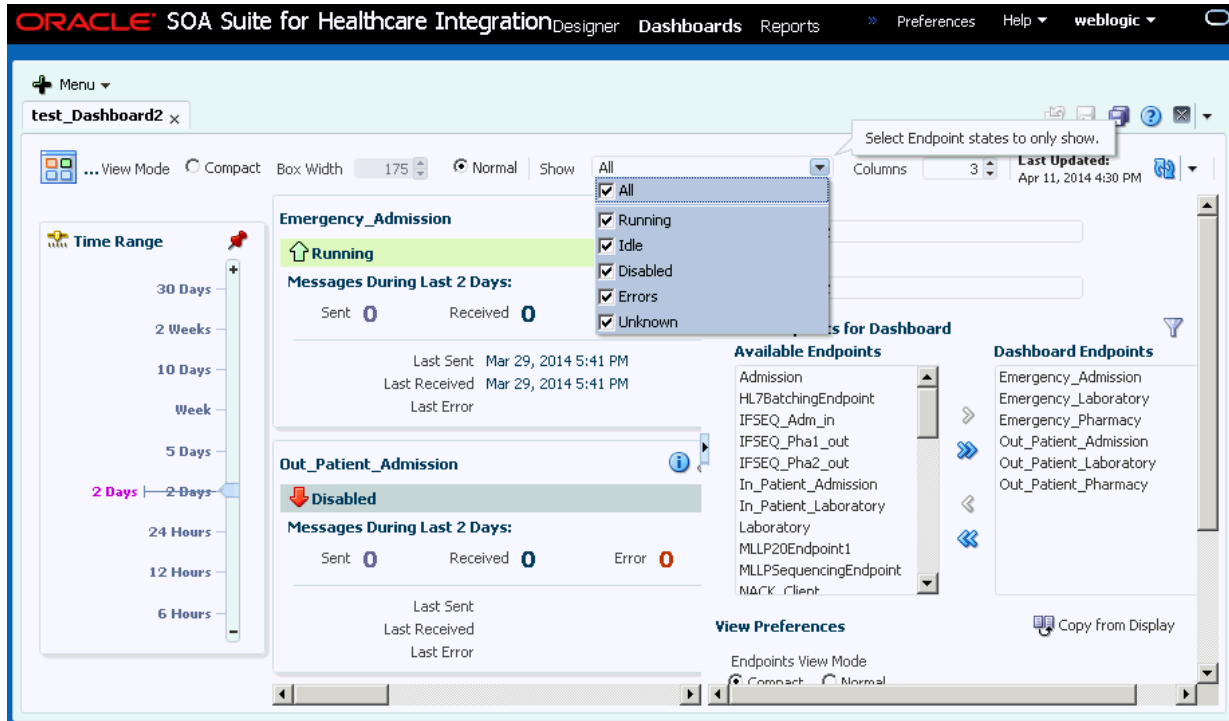 ORACLE SOA Suite for Healthcare Integration Designer Dashboards Reports » Preferences Help weblogic
Menu
test_Dashboard2 x
Select Endpoint states to only show.
...View Mode Compact Box Width 175 Normal Show All Columns 3 Last Updated:
Apr 11, 2014 4:30 PM
All
Running
Idle
Disabled
Errors
Unknown
Time Range
30 Days
2 Weeks
10 Days
Week
5 Days
2 Days 2 Days
24 Hours
12 Hours
6 Hours
Emergency_Admission
Running
Messages During Last 2 Days:
Sent 0 Received 0
Last Sent Mar 29, 2014 5:41 PM
Last Received Mar 29, 2014 5:41 PM
Last Error
Out_Patient_Admission
Disabled
Messages During Last 2 Days:
Sent 0 Received 0 Error 0
Last Sent
Last Received
Last Error
for Dashboard
Available Endpoints
Admission
HL7BatchingEndpoint
IFSEQ_Adm_in
IFSEQ_Pha1_out
IFSEQ_Pha2_out
In_Patient_Admission
In_Patient_Laboratory
Laboratory
MLLP20Endpoint1
MLLPSequencingEndpoint
NACK_Client
Dashboard Endpoints
Emergency_Admission
Emergency_Laboratory
Emergency_Pharmacy
Out_Patient_Admission
Out_Patient_Laboratory
Out_Patient_Pharmacy
View Preferences
Copy from Display
Endpoints View Mode
Compact Normal